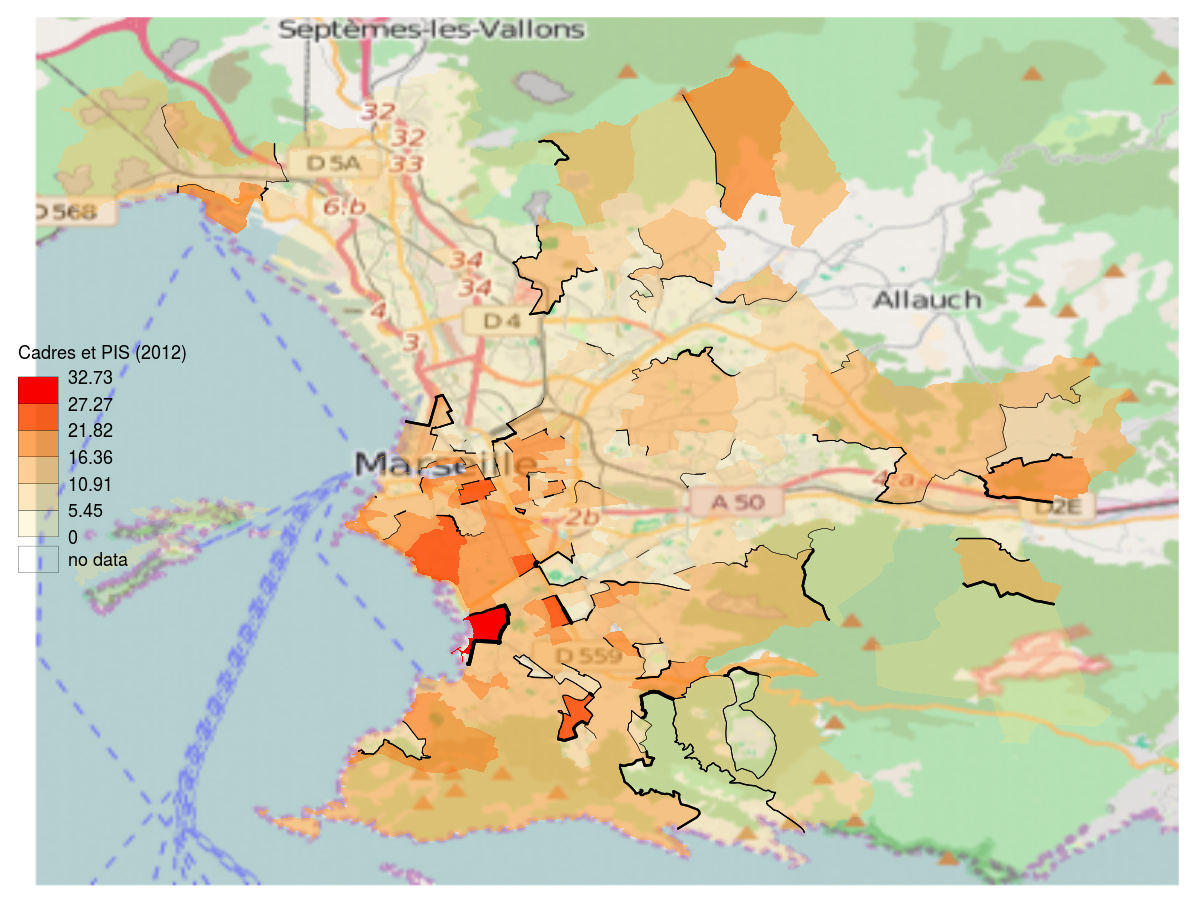 Septèmes-les-Vallons
32
32
33
D 5A
D 568
6.b
34
34
4
3
D 4
Allauch
Cadres et PIS (2012)
32.73
27.27
21.82
16.36
10.91
5.45
0
no data
Marseille
4.a
A 50
D2E
2b
D 559